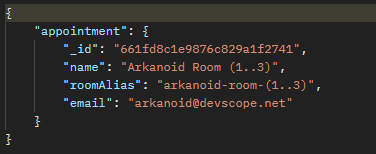 {
"appointment": {
"_id": "661fd8c1e9876c829a1f2741",
"name": "Arkanoid Room (1..3)",
"roomAlias": "arkanoid-room-(1..3)",
"email": "arkanoid@devscope.net"
}
}